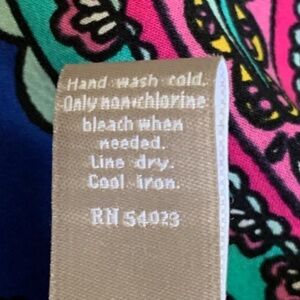 Hand wash cold.
Only non-chlorine
bleach when
needed.
Line dry.
Cool iron.
RN 54023